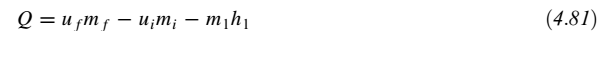 Q = u_f m_f − u_i m_i − m_1 h_1 (4.81)